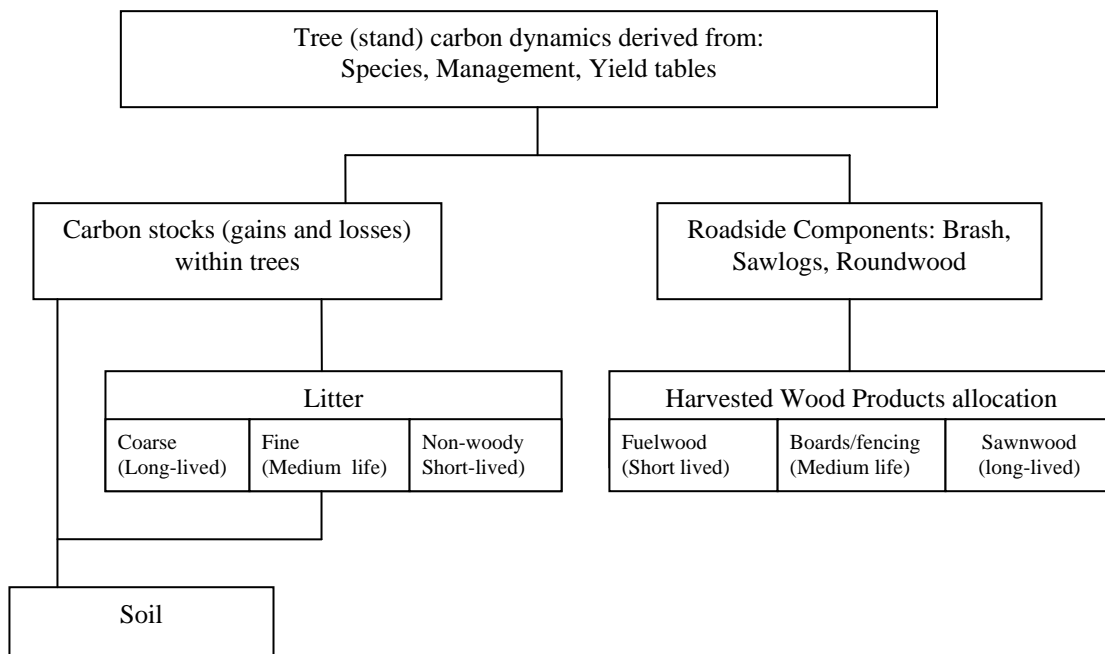 Tree (stand) carbon dynamics derived from:
Species, Management, Yield tables
Carbon stocks (gains and losses)
within trees
Roadside Components: Brash,
Sawlogs, Roundwood
Litter
Coarse
(Long-lived)
Fine
(Medium life)
Non-woody
Short-lived)
Harvested Wood Products allocation
Fuelwood
(Short lived)
Boards/fencing
(Medium life)
Sawnwood
(long-lived)
Soil